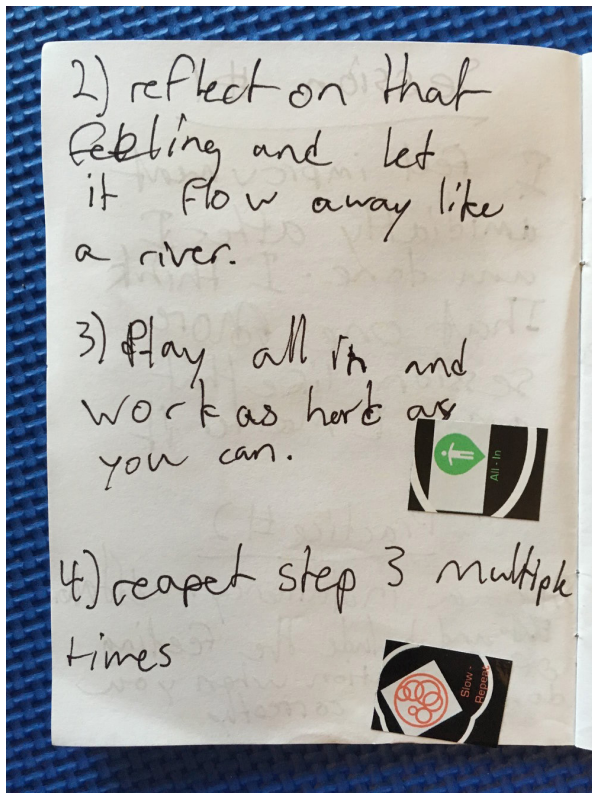 2) reflect on that
feeling and let
it flow away like
a river.
3) Play all in and
work as hard as
you can.
All - In
4) reapet step 3 multiple
times
Slow -
Repeat